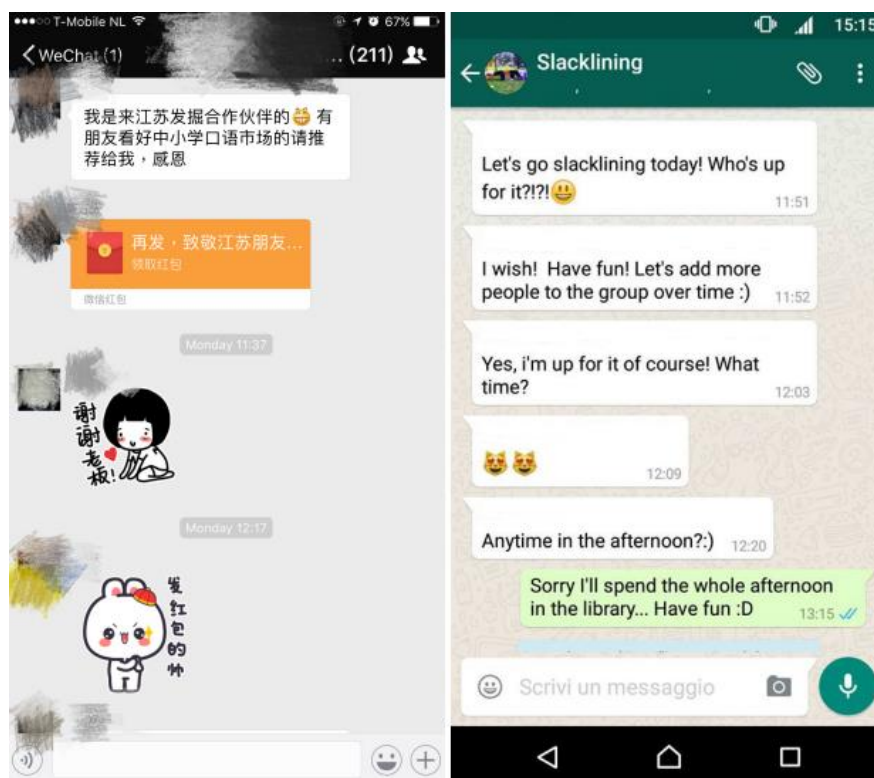 T-Mobile NL
67%
WeChat (1)
... (211)
我是来江苏发掘合作伙伴的😁 有
朋友看好中小学口语市场的请推
荐给我，感恩
再发，致敬江苏朋友...
领取红包
微信红包
Monday 11:37
谢谢老板!
Monday 12:17
发红包的帅
15:15
Slacklining
Let's go slacklining today! Who's up
for it?!?!😃
11:51
I wish! Have fun! Let's add more
people to the group over time :)
11:52
Yes, i'm up for it of course! What
time?
12:03
😻😻
12:09
Anytime in the afternoon?:)
12:20
Sorry I'll spend the whole afternoon
in the library... Have fun :D
13:15
Scrivi un messaggio